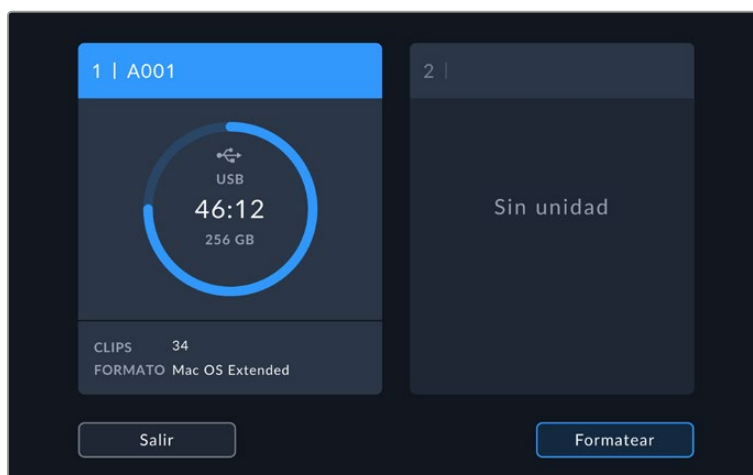 1 | A001
USB
46:12
256 GB
CLIPS 34
FORMATO Mac OS Extended
2 |
Sin unidad
Salir
Formatear